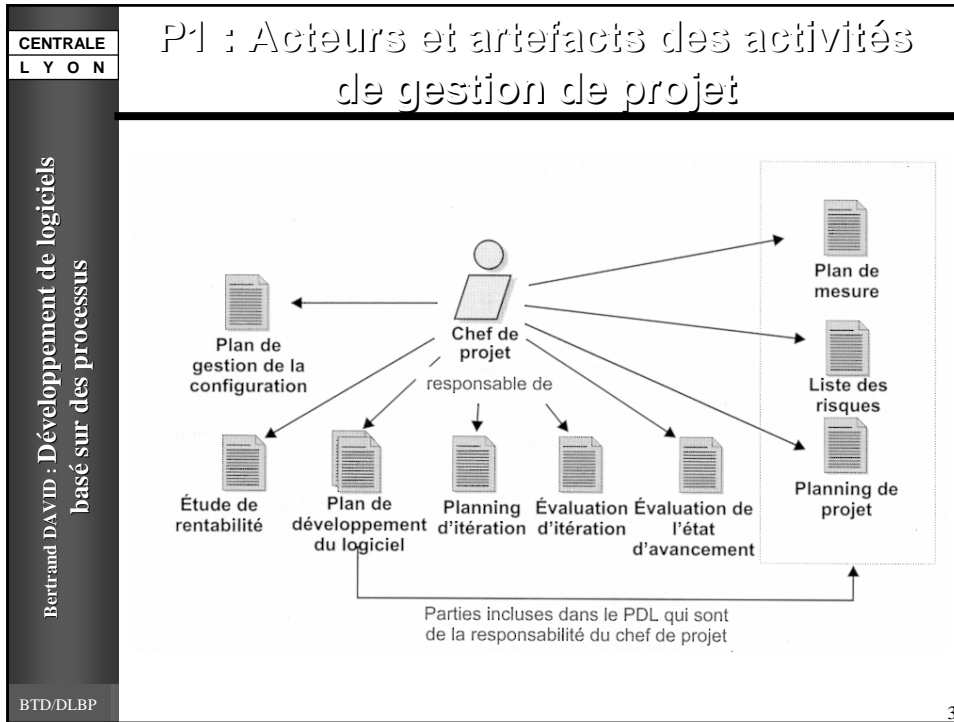 CENTRALE
LYON
P1 : Acteurs et artefacts des activités
de gestion de projet
Bertrand DAVID : Développement de logiciels
basé sur des processus
Plan de
mesure
Chef de
projet
Plan de
gestion de la
configuration
responsable de
Liste des
risques
Étude de
rentabilité
Plan de
développement
du logiciel
Planning
d'itération
Évaluation
d'itération
Évaluation de
l'état
d'avancement
Planning de
projet
Parties incluses dans le PDL qui sont
de la responsabilité du chef de projet
BTD/DLBP